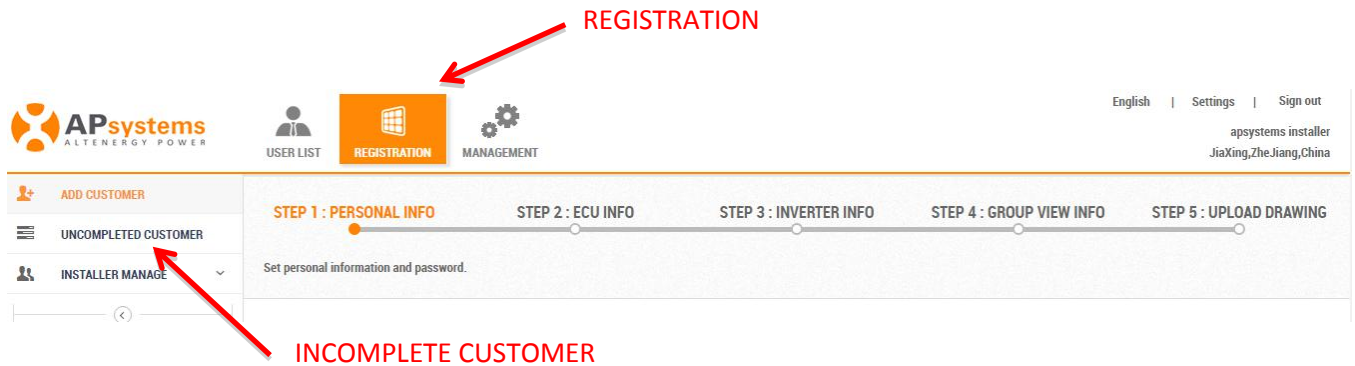 REGISTRATION
English | Settings | Sign out
APsystems
ALTENERGY POWER
apsystems installer
USER LIST REGISTRATION MANAGEMENT
JiaXing,ZheJiang,China
ADD CUSTOMER
STEP 1 : PERSONAL INFO STEP 2 : ECU INFO STEP 3 : INVERTER INFO STEP 4 : GROUP VIEW INFO STEP 5 : UPLOAD DRAWING
UNCOMPLETED CUSTOMER
INSTALLER MANAGE
Set personal information and password.
INCOMPLETE CUSTOMER